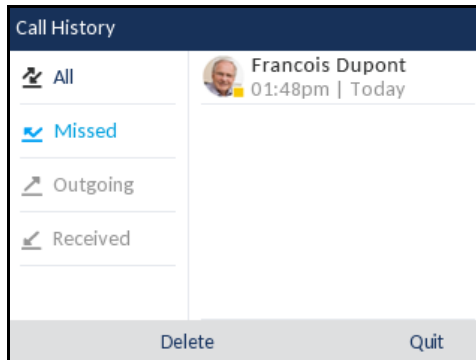 Call History
All
Missed
Outgoing
Received
Francois Dupont
01:48pm | Today
Delete
Quit